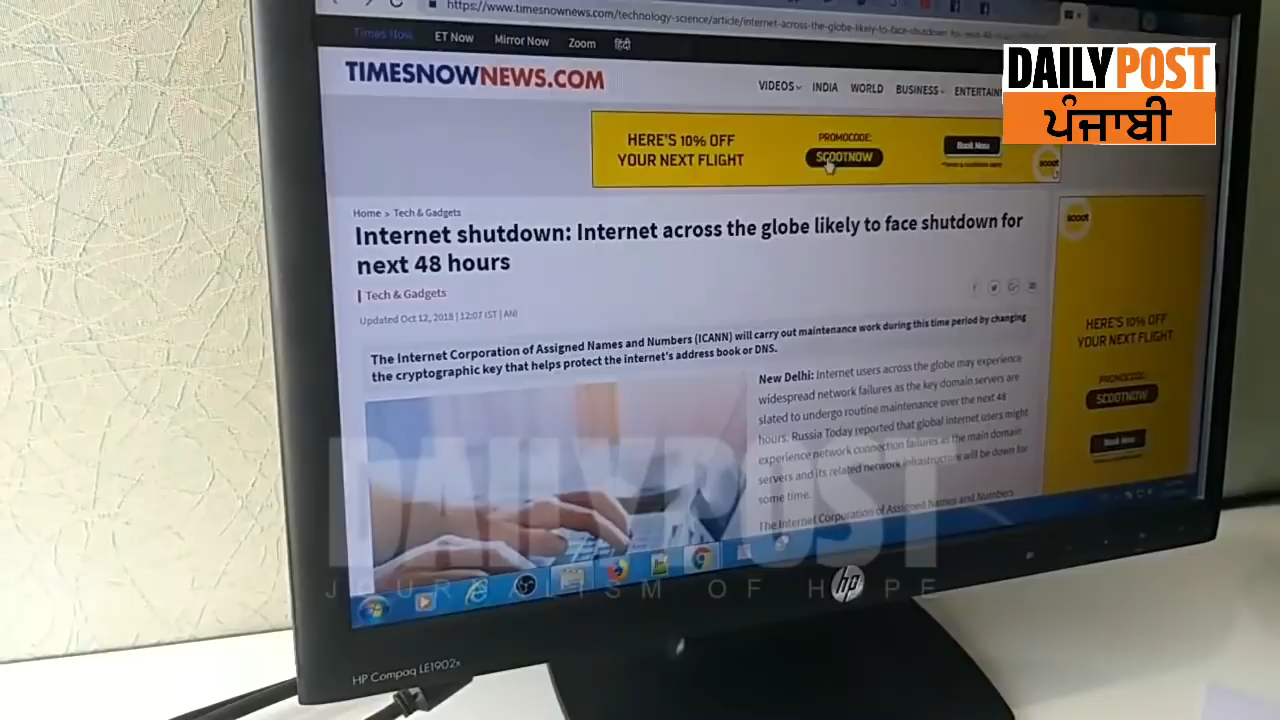 https://www.timesnownews.com/technology-science/article/internet-across-the-globe-likely-to-face-shutdown-for-next-48
Times Now ET Now Mirror Now Zoom हिंदी
TIMESNOWNEWS.COM
VIDEOS INDIA WORLD BUSINESS ENTERTAIN
DAILYPOST
ਪੰਜਾਬੀ
HERE'S 10% OFF
YOUR NEXT FLIGHT
PROMOCODE:
SCOOTNOW
Book Now
scoot
Home > Tech & Gadgets
Internet shutdown: Internet across the globe likely to face shutdown for
next 48 hours
Tech & Gadgets
Updated Oct 12, 2018 | 12:07 IST | ANI
The Internet Corporation of Assigned Names and Numbers (ICANN) will carry out maintenance work during this time period by changing
the cryptographic key that helps protect the internet's address book or DNS.
New Delhi: Internet users across the globe may experience
widespread network failures as the key domain servers are
slated to undergo routine maintenance over the next 48
hours. Russia Today reported that global internet users might
experience network connection failures as the main domain
servers and its related network infrastructure will be down for
some time.
The Internet Corporation of Assigned Names and Numbers
scoot
HERE'S 10% OFF
YOUR NEXT FLIGHT
PROMOCODE:
SCOOTNOW
Book Now
DAILYPOST
JOURNALISM OF HOPE
hp
HP Compaq LE1902x